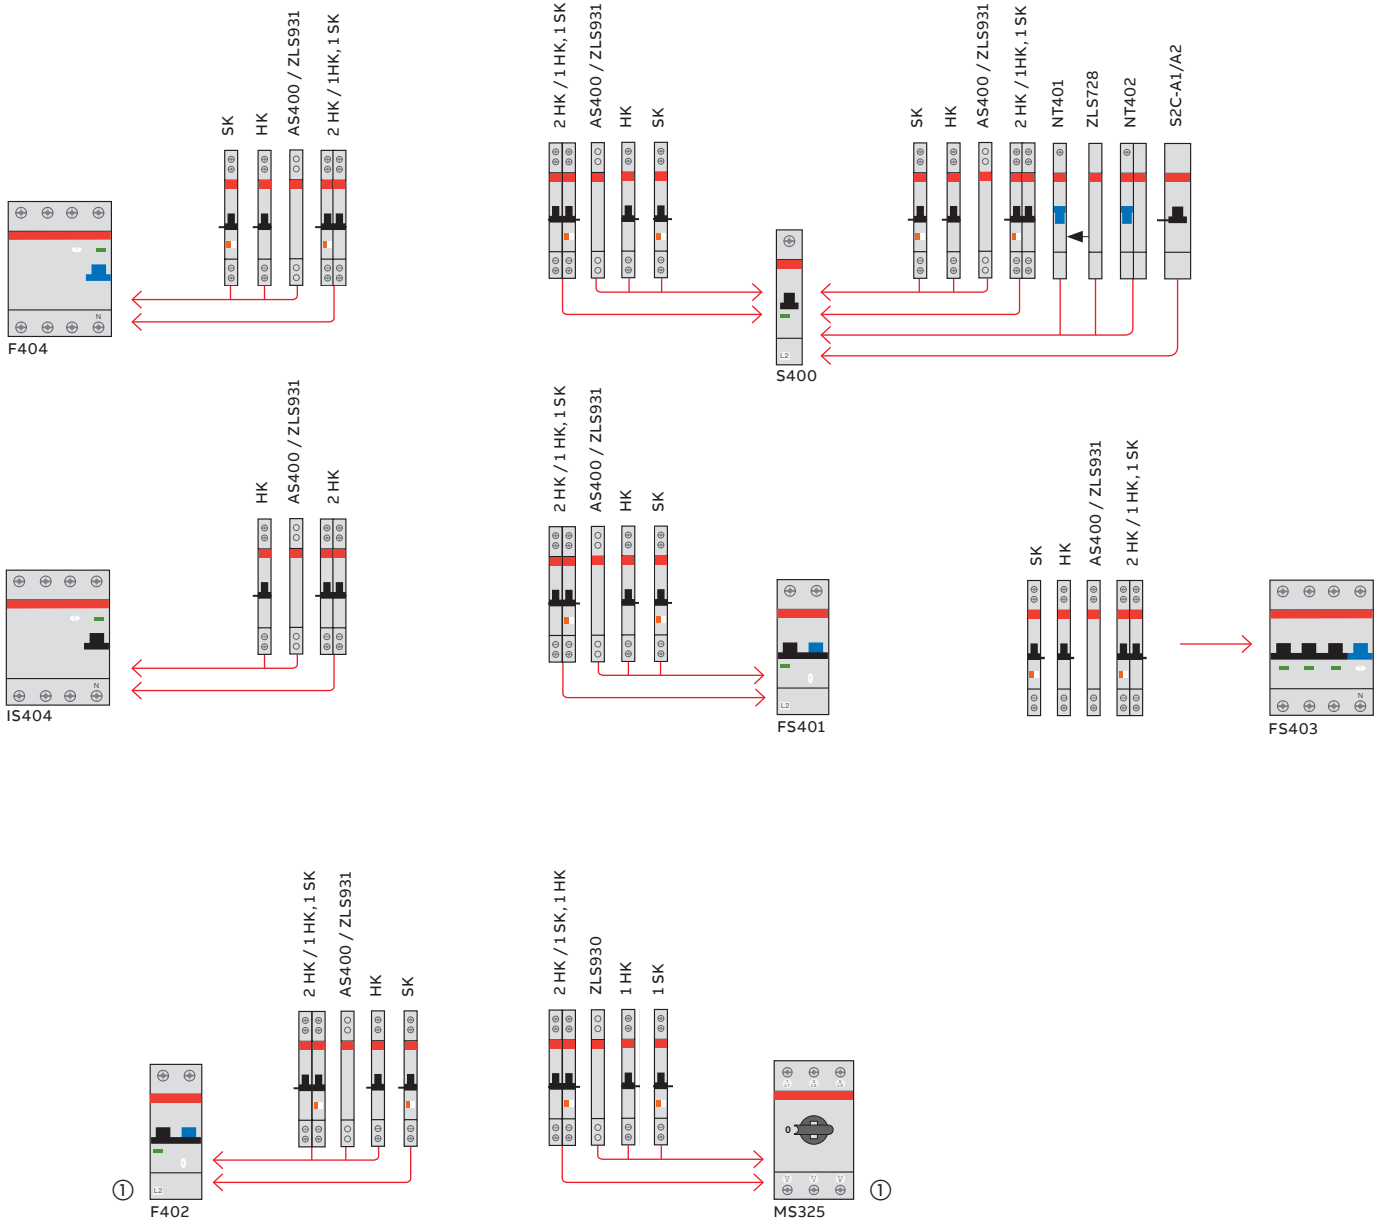 SK
HK
AS400 / ZLS931
2 HK / 1HK, 1 SK
N
F404
2 HK / 1 HK, 1 SK
AS400 / ZLS931
HK
SK
SK
HK
AS400 / ZLS931
2 HK / 1HK, 1 SK
NT401
ZLS728
NT402
S2C-A1/A2
L2
S400
HK
AS400 / ZLS931
2 HK
N
IS404
2 HK / 1 HK, 1 SK
AS400 / ZLS931
HK
SK
L2
FS401
SK
HK
AS400 / ZLS931
2 HK / 1 HK, 1 SK
N
FS403
2 HK / 1 HK, 1 SK
AS400 / ZLS931
HK
SK
L2
①
F402
2 HK / 1 SK, 1 HK
ZLS930
1 HK
1 SK
0
①
MS325